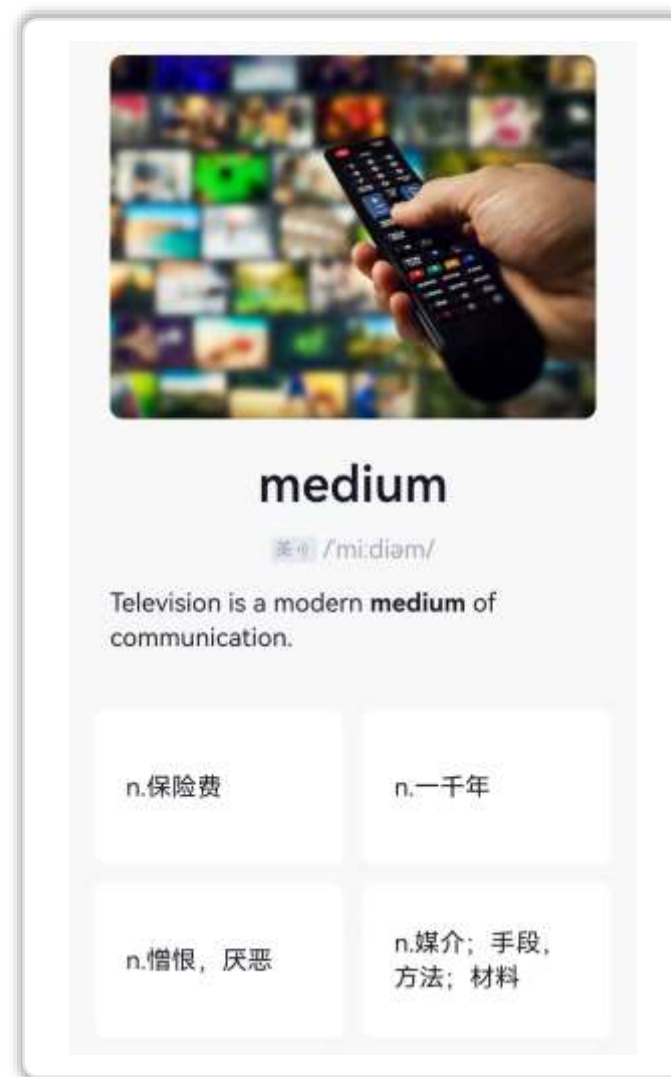 medium
英 /ˈmiːdiəm/
Television is a modern medium of
communication.
n.保险费
n.一千年
n.憎恨，厌恶
n.媒介；手段，
方法；材料